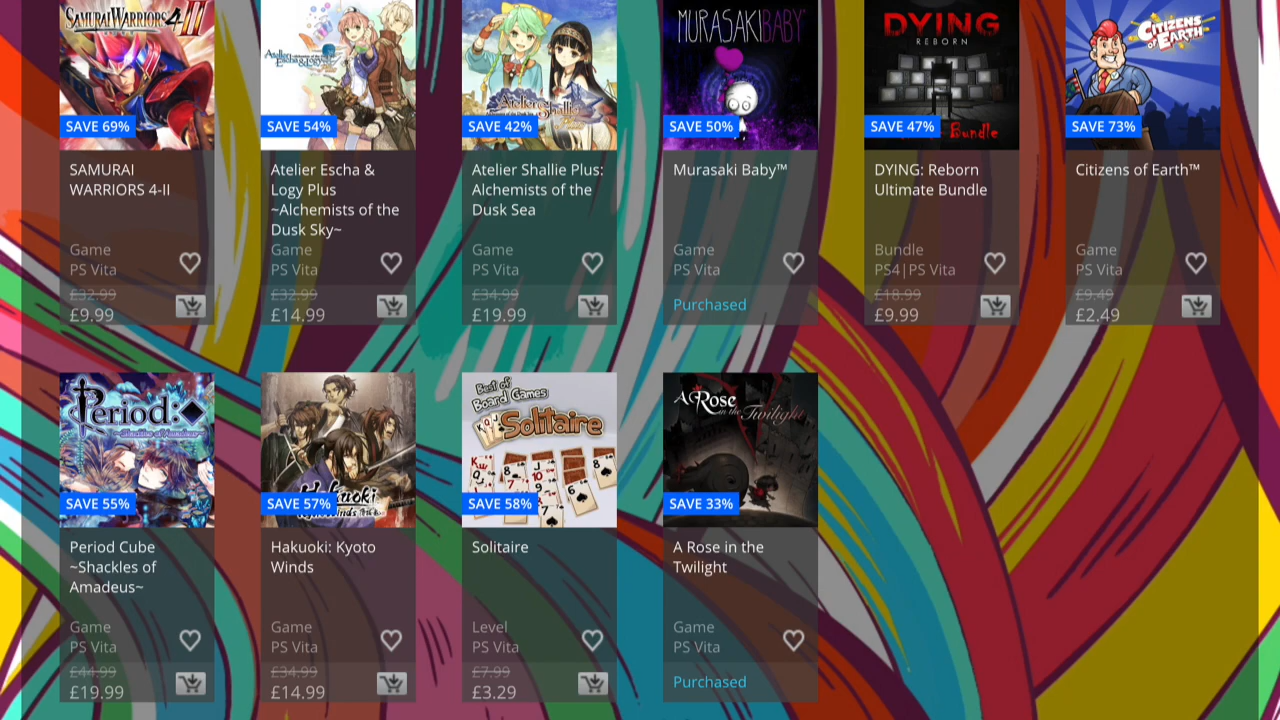 SAMURAI WARRIORS 4-II
SAVE 69%
SAMURAI
WARRIORS 4-II
Game
PS Vita
£32.99
£9.99
Atelier
Escha & Logy
SAVE 54%
Atelier Escha &
Logy Plus
~Alchemists of the
Dusk Sky~
Game
PS Vita
£32.99
£14.99
Atelier Shallie
SAVE 42%
Atelier Shallie Plus:
Alchemists of the
Dusk Sea
Game
PS Vita
£34.99
£19.99
MURASAKI BABY
SAVE 50%
Murasaki Baby™
Game
PS Vita
Purchased
DYING
REBORN
Bundle
SAVE 47%
DYING: Reborn
Ultimate Bundle
Bundle
PS4|PS Vita
£18.99
£9.99
CITIZENS
OF EARTH
SAVE 73%
Citizens of Earth™
Game
PS Vita
£9.49
£2.49
Period:◆
SAVE 55%
Period Cube
~Shackles of
Amadeus~
Game
PS Vita
£44.99
£19.99
SAVE 57%
Hakuoki: Kyoto
Winds
Game
PS Vita
£34.99
£14.99
Best of
Board Games
Solitaire
SAVE 58%
Solitaire
Level
PS Vita
£7.99
£3.29
A Rose
in the Twilight
SAVE 33%
A Rose in the
Twilight
Game
PS Vita
Purchased